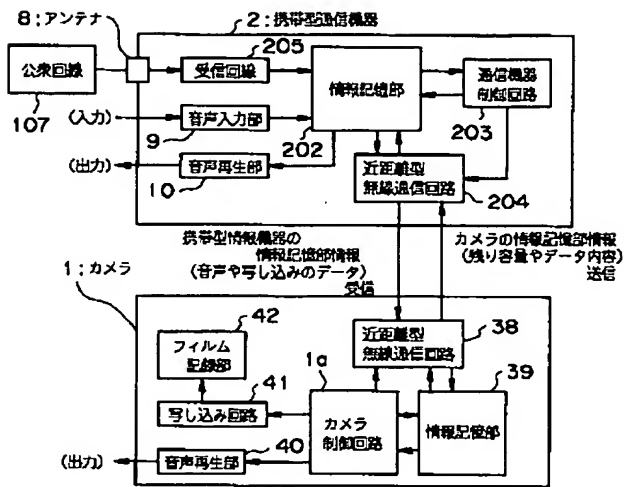 8:アンテナ
2:携帯型通信機器
205
公衆回線
受信回線
情報記憶部
通信機器
制御回路
107
203
(入力)
音声入力部
9
202
(出力)
音声再生部
10
近距離型
無線通信回路
204
携帯型情報機器の
情報記憶部情報
(音声や写し込みのデータ)
受信
カメラの情報記憶部情報
(残り容量やデータ内容)
送信
1:カメラ
42
フィルム
記録部
近距離型
無線通信回路
38
1a
39
41
写し込み回路
カメラ
制御回路
情報記憶部
40
(出力)
音声再生部